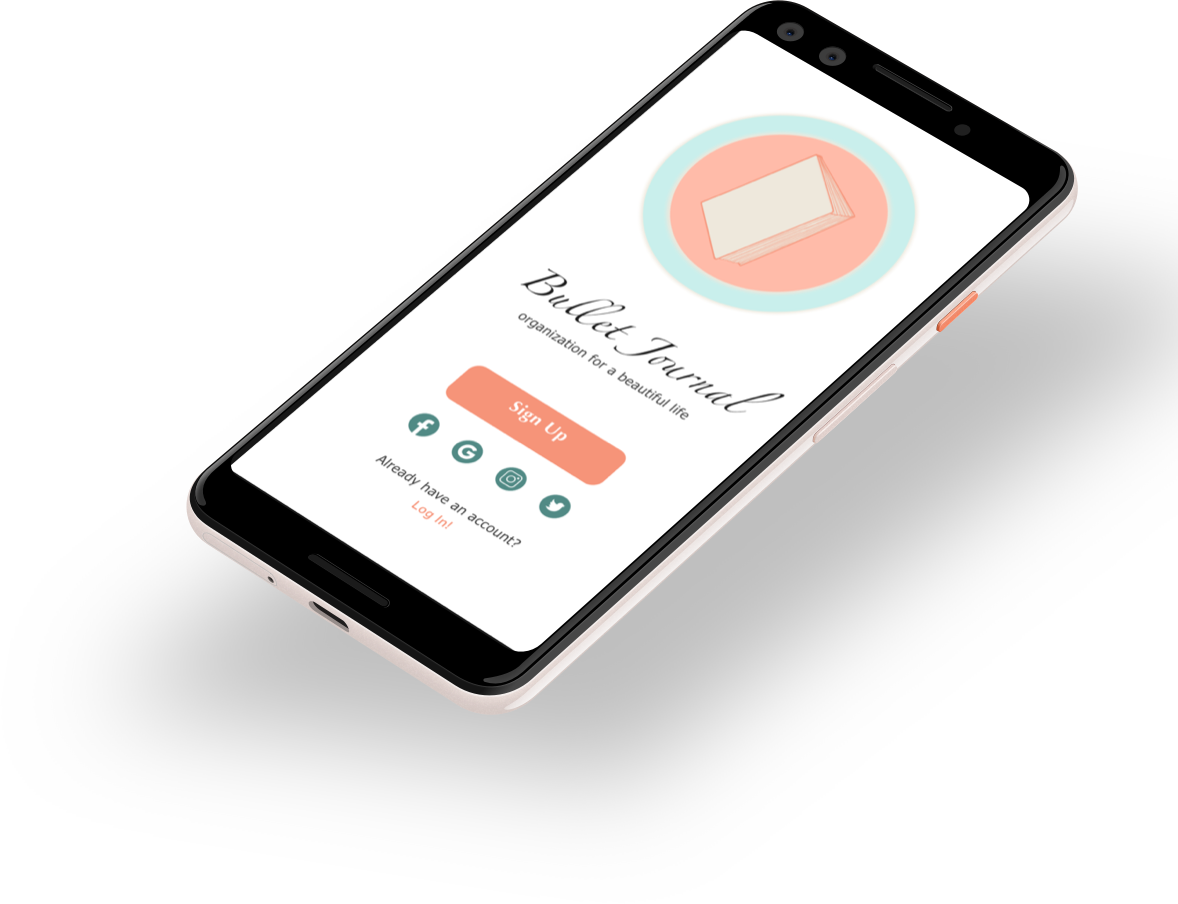 Bullet Journal
organization for a beautiful life
Sign Up
Already have an account?
Log In!